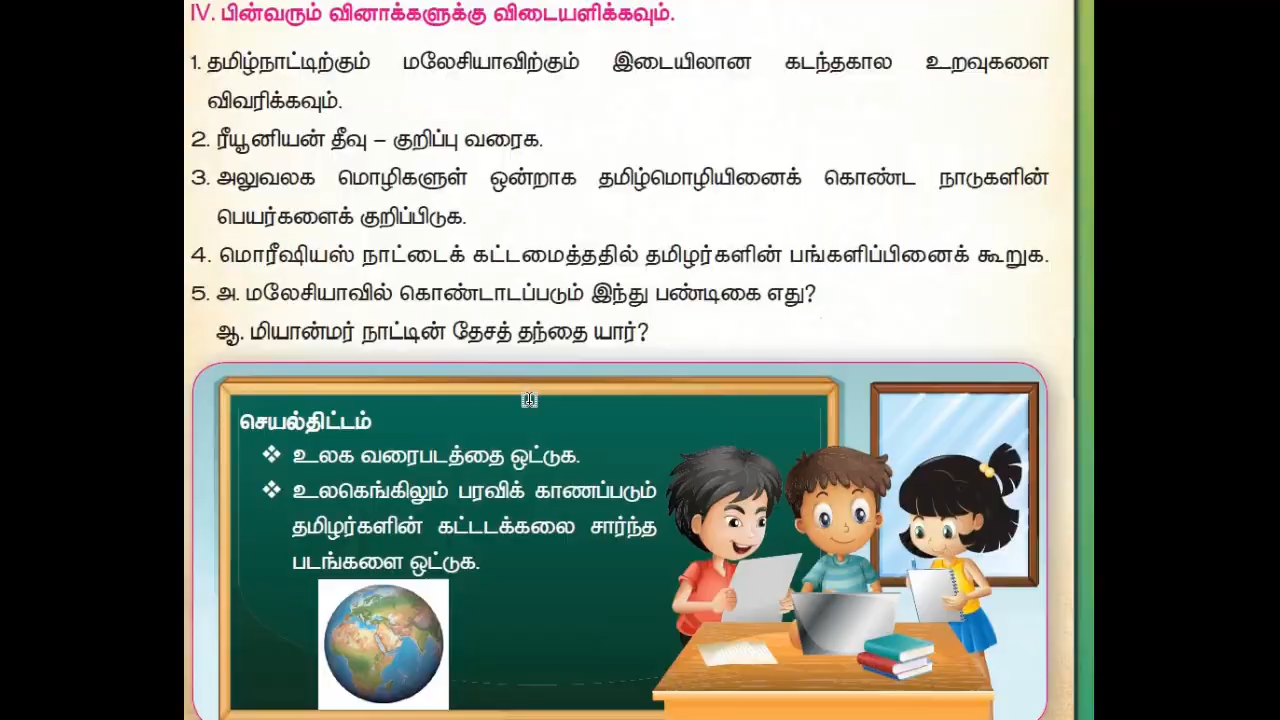 IV. பின்வரும் வினாக்களுக்கு விடையளிக்கவும்.
1. தமிழ்நாட்டிற்கும் மலேசியாவிற்கும் இடையிலான கடந்தகால உறவுகளை
விவரிக்கவும்.
2. ரீயூனியன் தீவு – குறிப்பு வரைக.
3. அலுவலக மொழிகளுள் ஒன்றாக தமிழ்மொழியினைக் கொண்ட நாடுகளின்
பெயர்களைக் குறிப்பிடுக.
4. மொரீஷியஸ் நாட்டைக் கட்டமைத்ததில் தமிழர்களின் பங்களிப்பினைக் கூறுக.
5. அ. மலேசியாவில் கொண்டாடப்படும் இந்து பண்டிகை எது?
ஆ. மியான்மர் நாட்டின் தேசத் தந்தை யார்?
செயல்திட்டம்
❖ உலக வரைபடத்தை ஒட்டுக.
❖ உலகெங்கிலும் பரவிக் காணப்படும்
தமிழர்களின் கட்டடக்கலை சார்ந்த
படங்களை ஒட்டுக.